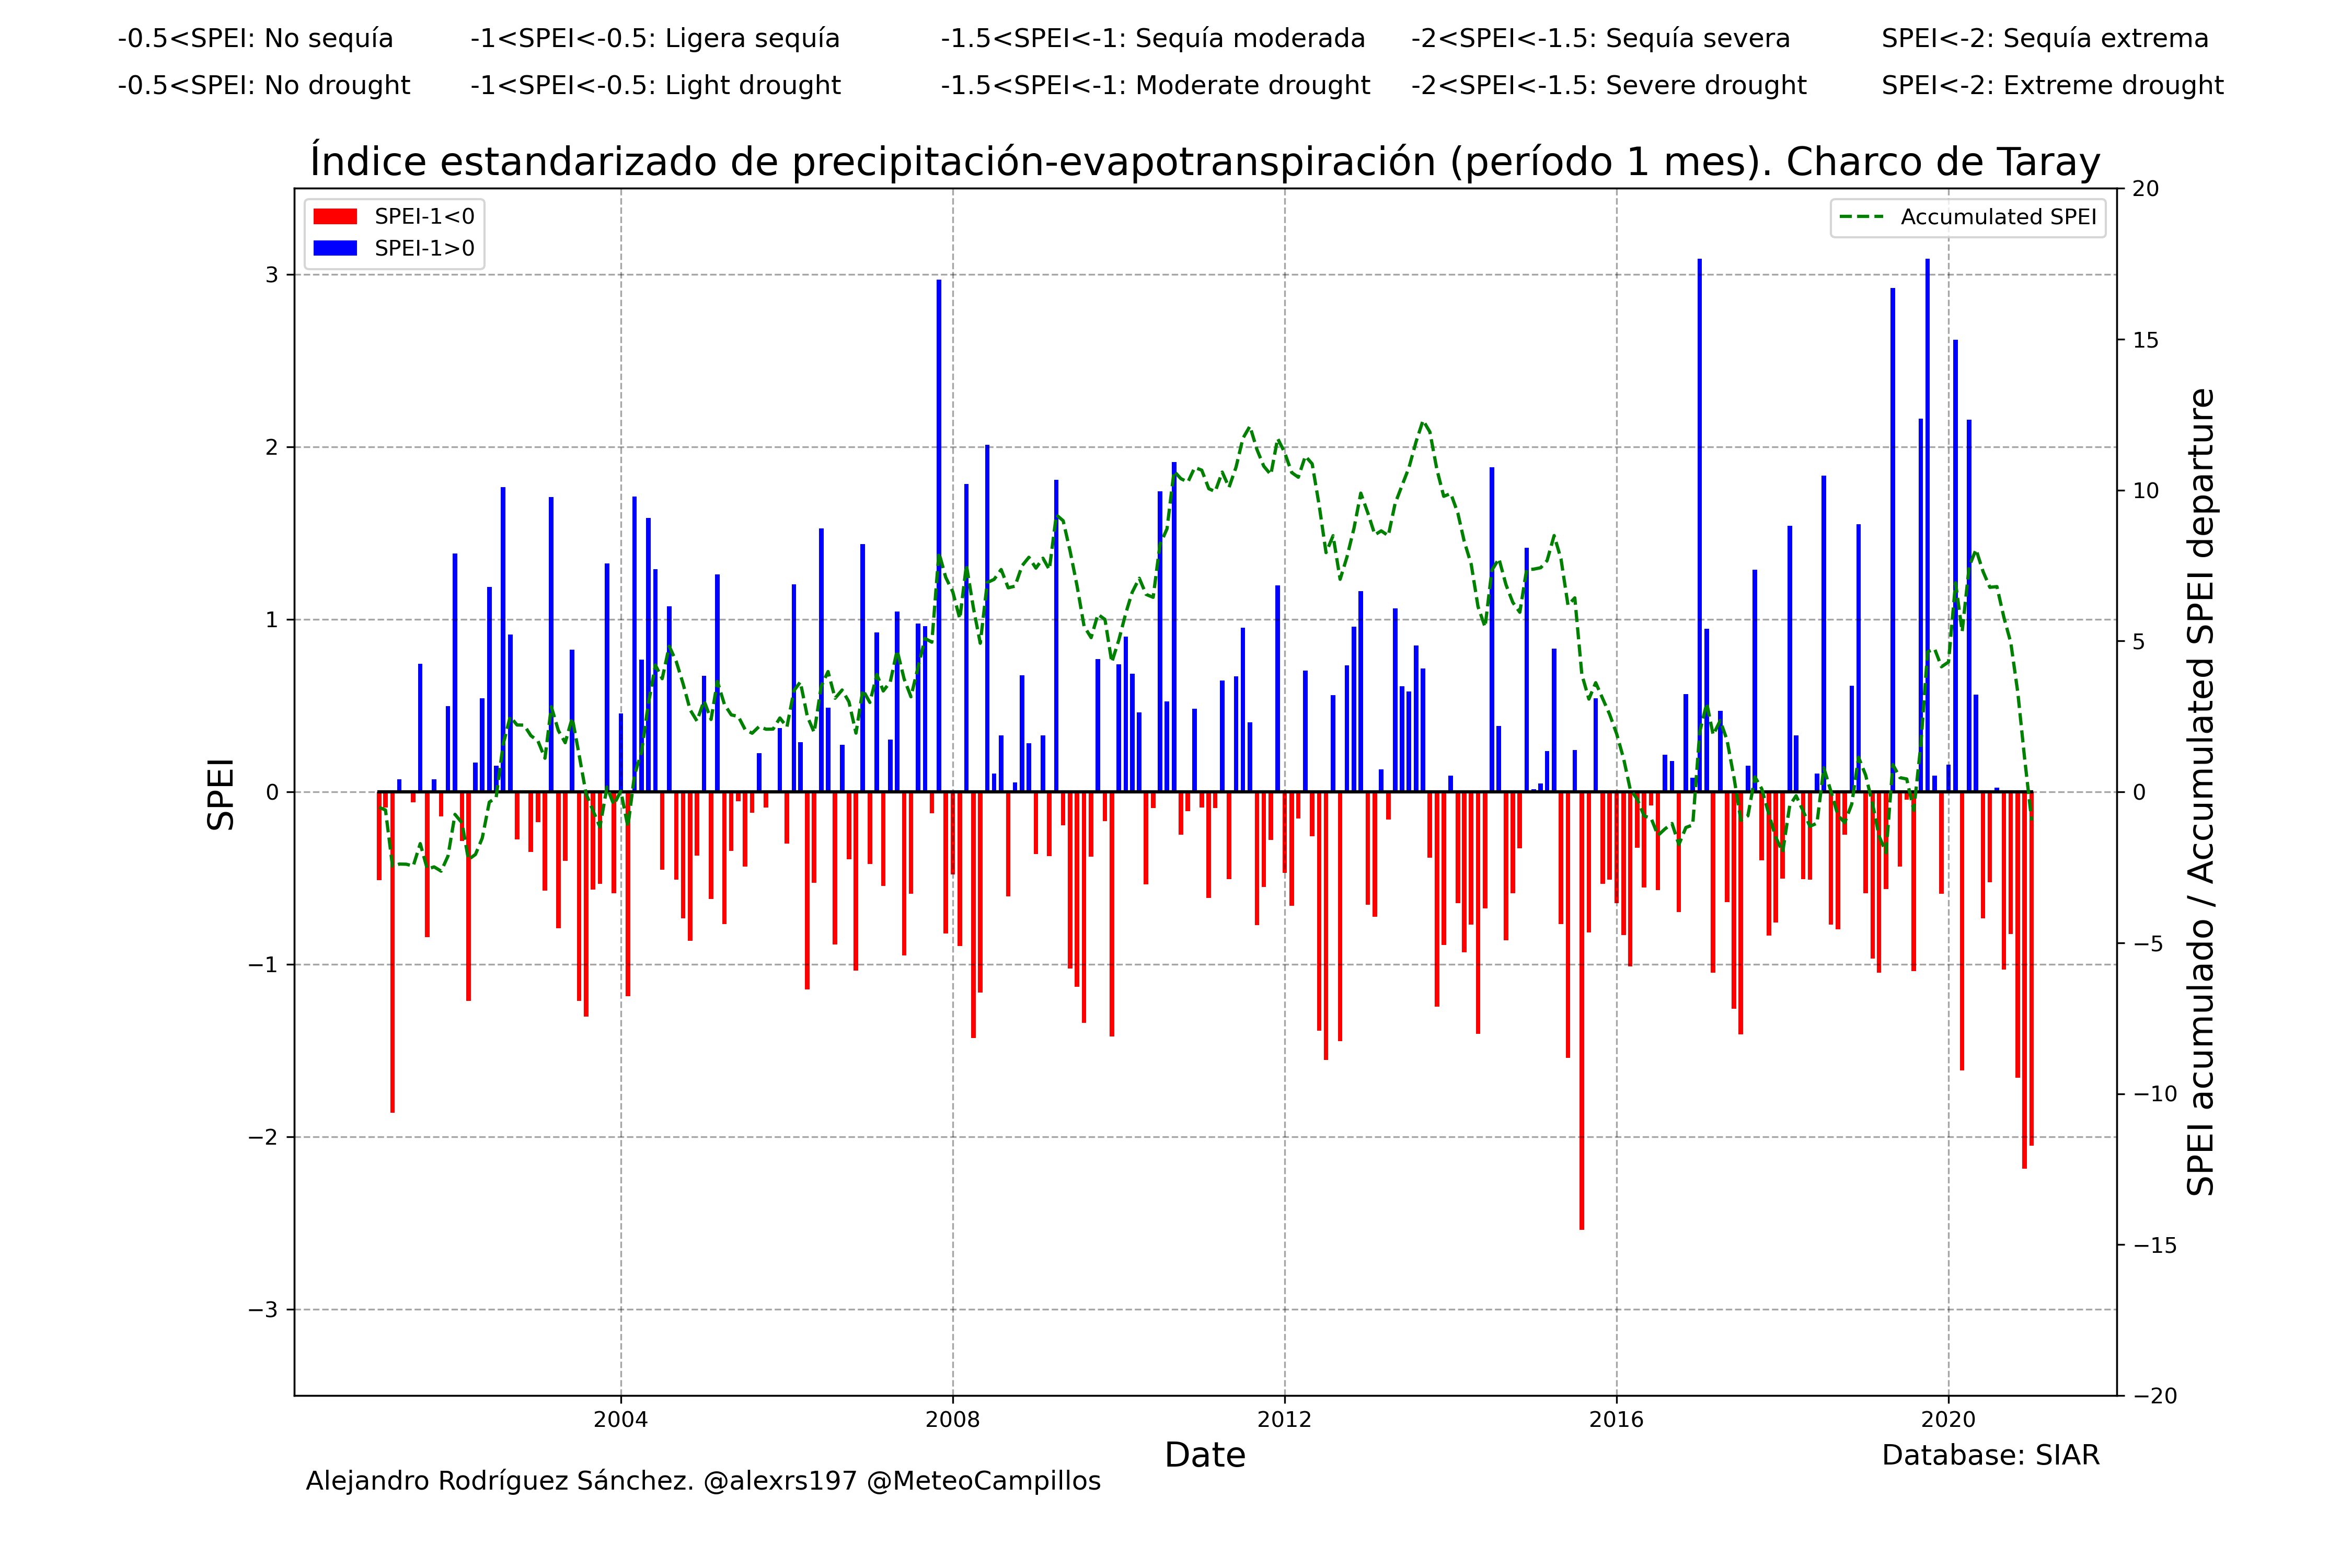 -0.5<SPEI: No sequía -1<SPEI<-0.5: Ligera sequía -1.5<SPEI<-1: Sequía moderada -2<SPEI<-1.5: Sequía severa SPEI<-2: Sequía extrema
-0.5<SPEI: No drought -1<SPEI<-0.5: Light drought -1.5<SPEI<-1: Moderate drought -2<SPEI<-1.5: Severe drought SPEI<-2: Extreme drought
Índice estandarizado de precipitación-evapotranspiración (período 1 mes). Charco de Taray
SPEI-1<0
SPEI-1>0
Accumulated SPEI
SPEI
3
2
1
0
−1
−2
−3
20
15
10
5
0
−5
−10
−15
−20
SPEI acumulado / Accumulated SPEI departure
2004 2008 2012 2016 2020
Date
Database: SIAR
Alejandro Rodríguez Sánchez. @alexrs197 @MeteoCampillos